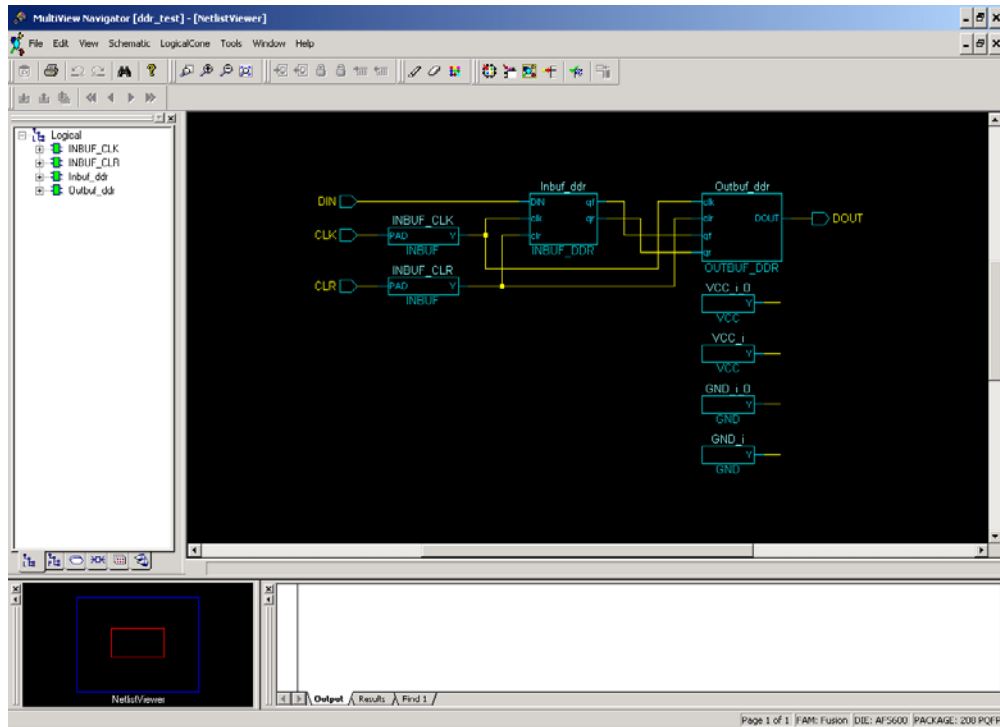 MultiView Navigator [ddr_test] - [NetlistViewer]
File Edit View Schematic LogicalCone Tools Window Help
Logical
INBUF_CLK
INBUF_CLR
Inbuf_ddr
Outbuf_ddr
Inbuf_ddr
Outbuf_ddr
DIN
DIN qf
clk
clk qr
DOUT
DOUT
INBUF_CLK
clr
CLK
PAD Y
clr
qf
INBUF
INBUF_DDR
qr
INBUF_CLR
OUTBUF_DDR
CLR
PAD Y
INBUF
VCC_i_0
Y
VCC
VCC_i
Y
VCC
GND_i_0
Y
GND
GND_i
Y
GND
NetlistViewer
Output Results Find 1
Page 1 of 1 FAM: Fusion DIE: AFS600 PACKAGE: 208 PQFP